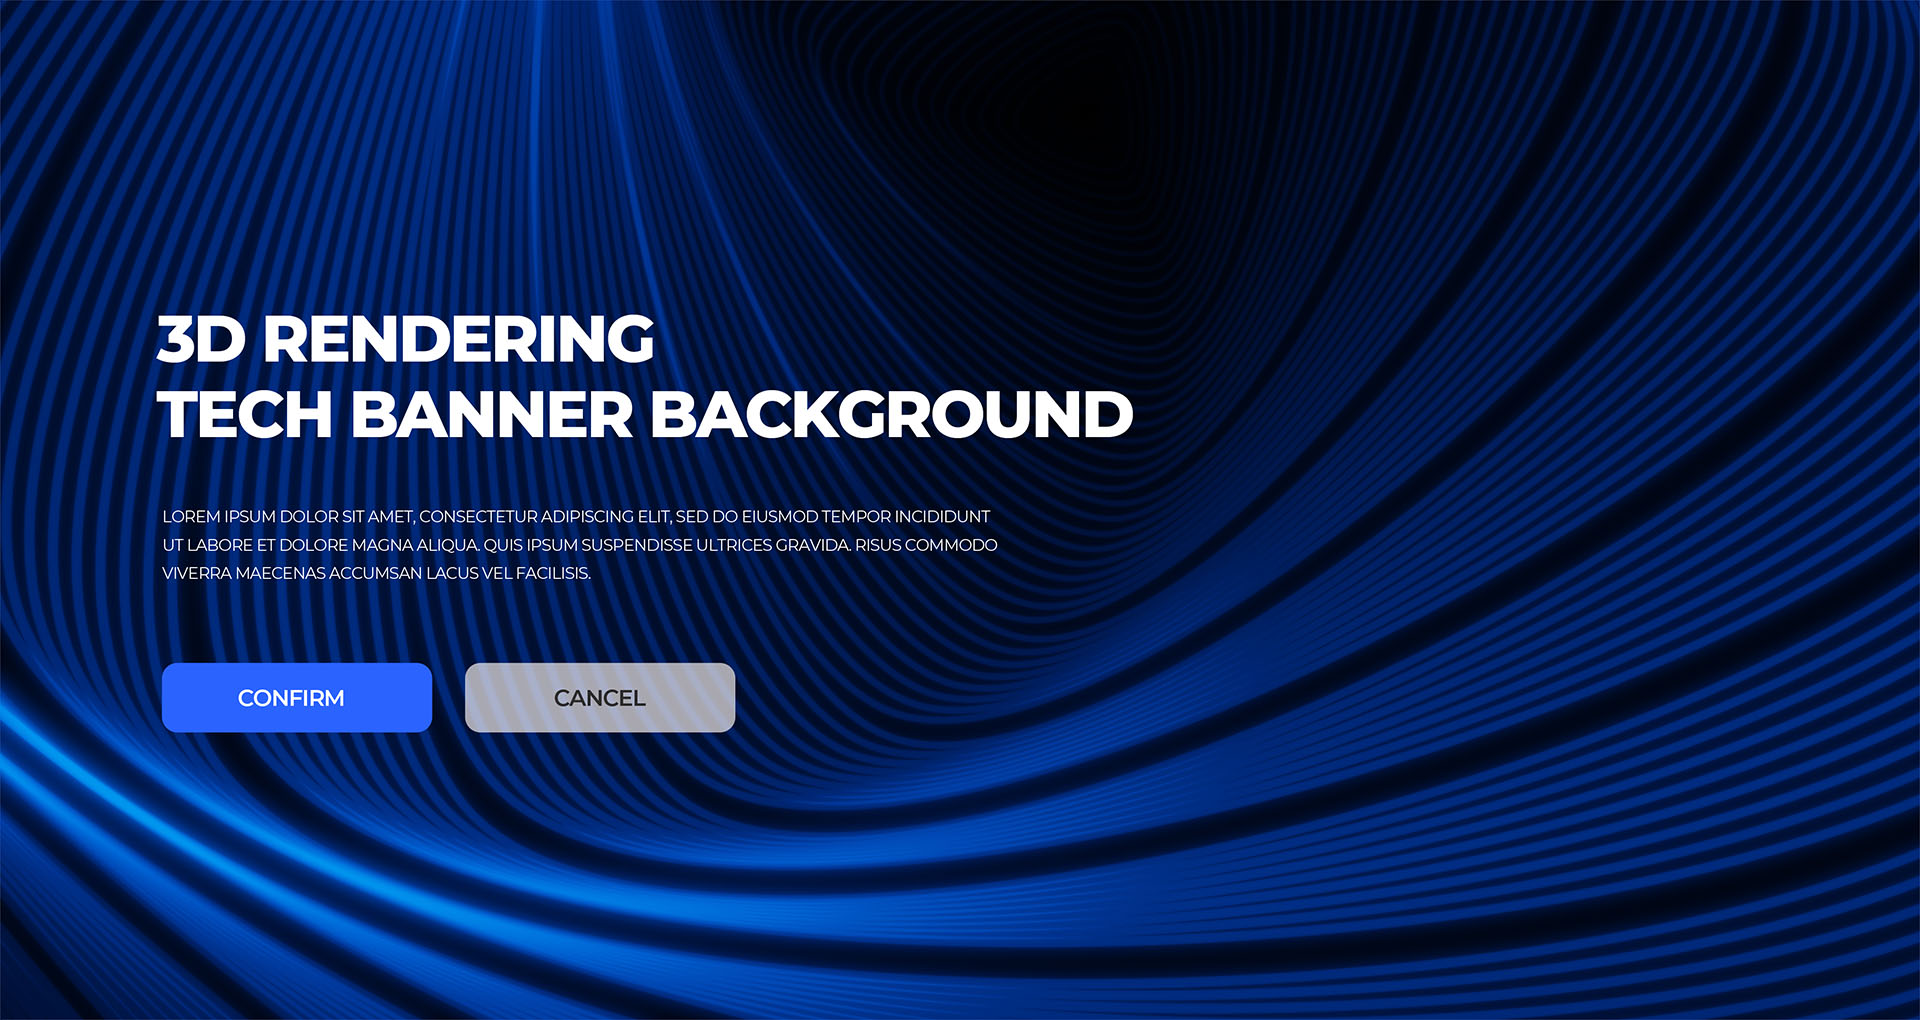 3D RENDERING
TECH BANNER BACKGROUND
LOREM IPSUM DOLOR SIT AMET, CONSECTETUR ADIPISCING ELIT, SED DO EIUSMOD TEMPOR INCIDIDUNT
UT LABORE ET DOLORE MAGNA ALIQUA. QUIS IPSUM SUSPENDISSE ULTRICES GRAVIDA. RISUS COMMODO
VIVERRA MAECENAS ACCUMSAN LACUS VEL FACILISIS.
CONFIRM
CANCEL